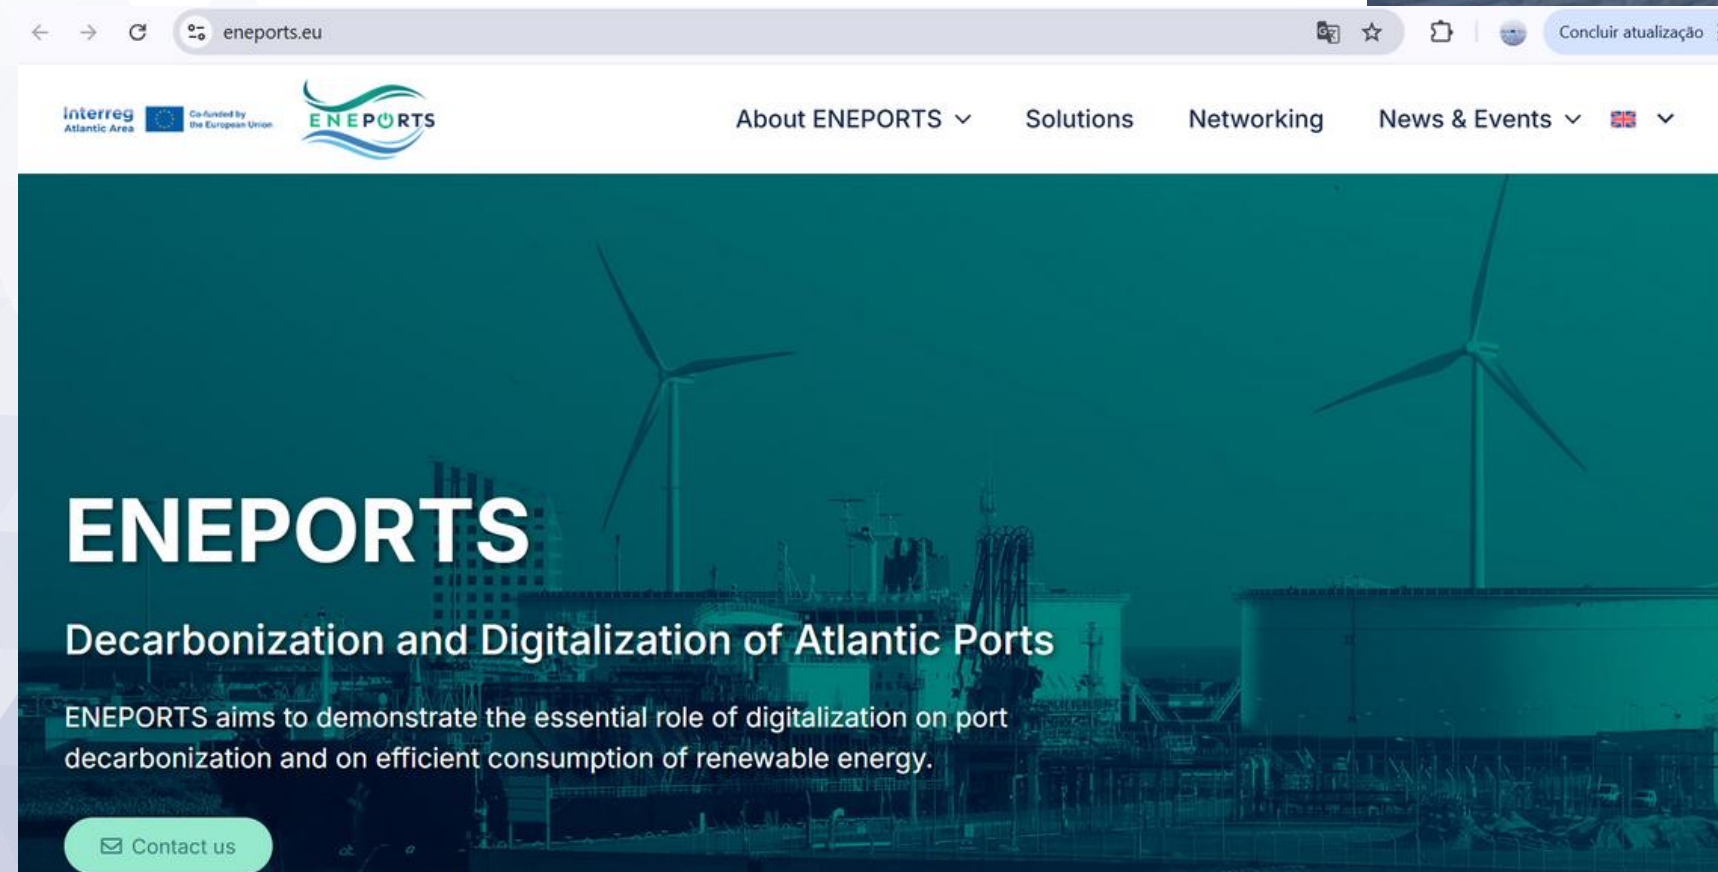 eneports.eu
Concluir atualização
Interreg
Atlantic Area
Co-funded by
the European Union
ENEPORTS
About ENEPORTS
Solutions
Networking
News & Events
ENEPORTS
Decarbonization and Digitalization of Atlantic Ports
ENEPORTS aims to demonstrate the essential role of digitalization on port
decarbonization and on efficient consumption of renewable energy.
Contact us